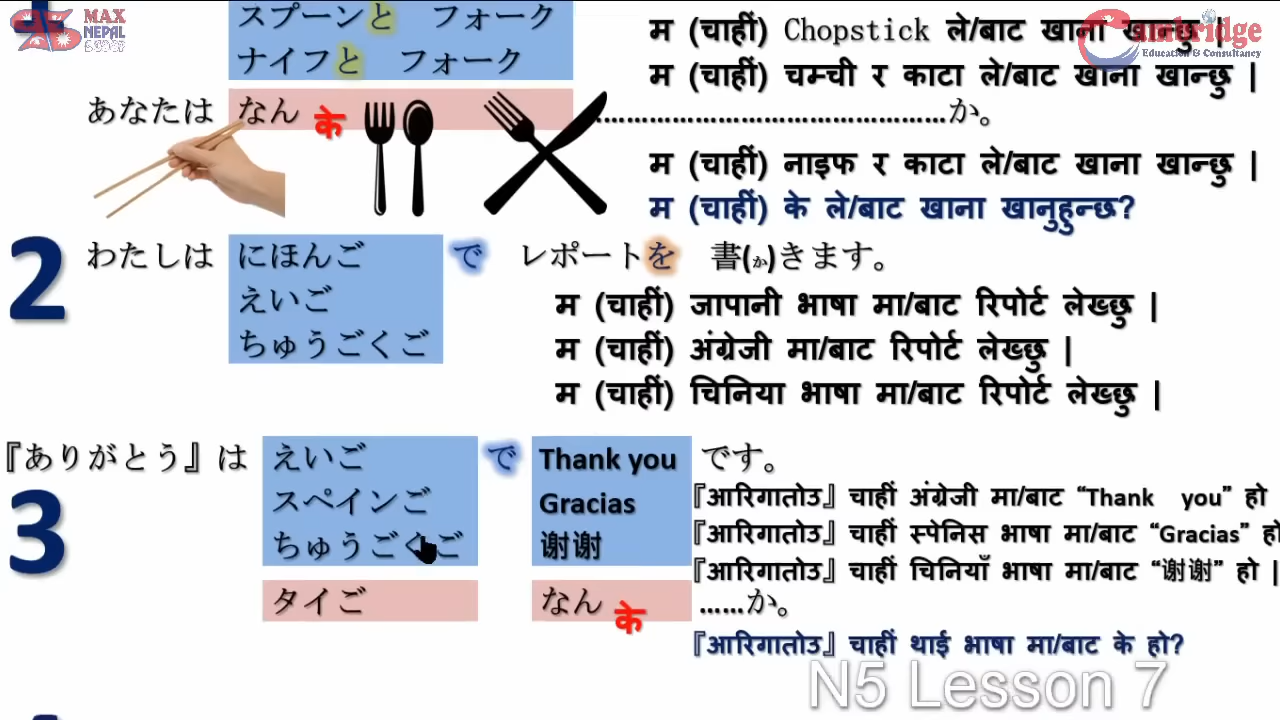 MAX
NEPAL
スプーンと フォーク
म (चाहीं) Chopstick ले/बाट खाना खान्छु |
Cambridge
Education & Consultancy
ナイフと フォーク
म (चाहीं) चम्ची र काटा ले/बाट खाना खान्छु |
あなたは なん के ……………………………………か。
म (चाहीं) नाइफ र काटा ले/बाट खाना खान्छु |
म (चाहीं) के ले/बाट खाना खानुहुन्छ?
2 わたしは にほんご で レポートを 書(か)きます。
えいご
म (चाहीं) जापानी भाषा मा/बाट रिपोर्ट लेख्छु |
ちゅうごくご
म (चाहीं) अंग्रेजी मा/बाट रिपोर्ट लेख्छु |
म (चाहीं) चिनिया भाषा मा/बाट रिपोर्ट लेख्छु |
3 『ありがとう』は えいご で Thank you です。
スペインご Gracias
『आरिगातोउ』 चाहीं अंग्रेजी मा/बाट “Thank you” हो
ちゅうごくご 谢谢
『आरिगातोउ』 चाहीं स्पेनिस भाषा मा/बाट “Gracias” हो
『आरिगातोउ』 चाहीं चिनियाँ भाषा मा/बाट “谢谢” हो |
タイご なん के ……か。
『आरिगातोउ』 चाहीं थाई भाषा मा/बाट के हो?
N5 Lesson 7